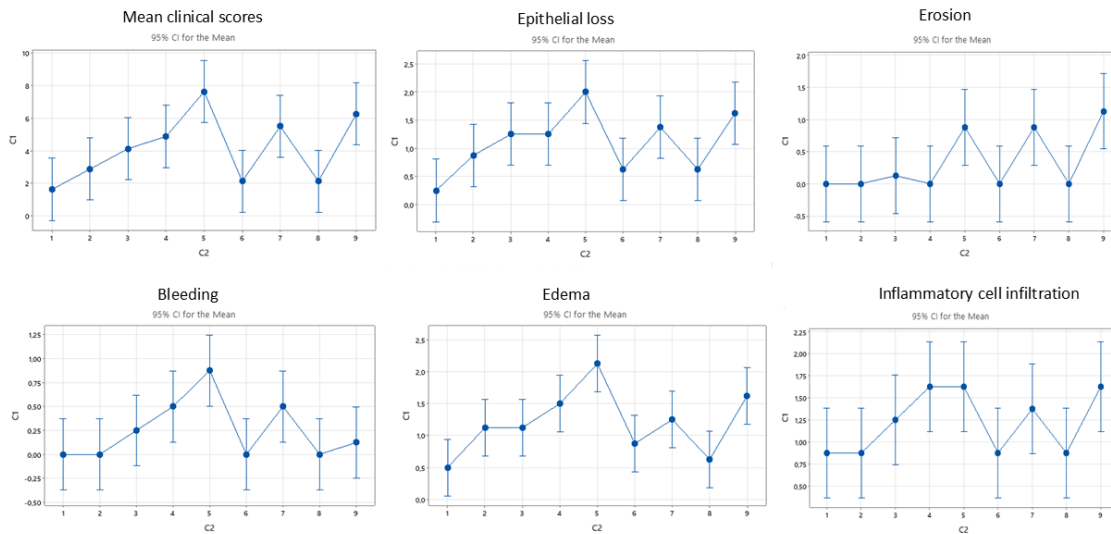 Mean clinical scores
95% CI for the Mean
10
8
6
4
2
0
C1
1 2 3 4 5 6 7 8 9
C2
Epithelial loss
95% CI for the Mean
2,5
2,0
1,5
1,0
0,5
0,0
C1
1 2 3 4 5 6 7 8 9
C2
Erosion
95% CI for the Mean
2,0
1,5
1,0
0,5
0,0
-0,5
C1
1 2 3 4 5 6 7 8 9
C2
Bleeding
95% CI for the Mean
1,25
1,00
0,75
0,50
0,25
0,00
-0,25
-0,50
C1
1 2 3 4 5 6 7 8 9
C2
Edema
95% CI for the Mean
2,5
2,0
1,5
1,0
0,5
0,0
C1
1 2 3 4 5 6 7 8 9
C2
Inflammatory cell infiltration
95% CI for the Mean
2,25
2,00
1,75
1,50
1,25
1,00
0,75
0,50
C1
1 2 3 4 5 6 7 8 9
C2